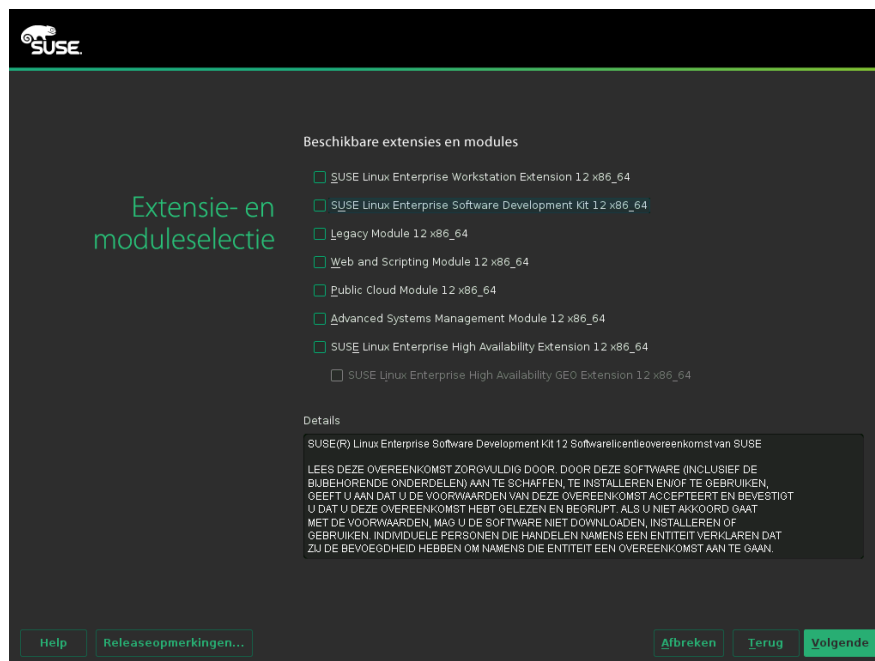 SUSE.
Extensie- en
moduleselectie
Beschikbare extensies en modules
SUSE Linux Enterprise Workstation Extension 12 x86_64
SUSE Linux Enterprise Software Development Kit 12 x86_64
Legacy Module 12 x86_64
Web and Scripting Module 12 x86_64
Public Cloud Module 12 x86_64
Advanced Systems Management Module 12 x86_64
SUSE Linux Enterprise High Availability Extension 12 x86_64
SUSE Linux Enterprise High Availability GEO Extension 12 x86_64
Details
SUSE(R) Linux Enterprise Software Development Kit 12 Softwarelicentieovereenkomst van SUSE
LEES DEZE OVEREENKOMST ZORGVULDIG DOOR. DOOR DEZE SOFTWARE (INCLUSIEF DE
BIJBEHORENDE ONDERDELEN) AAN TE SCHAFFEN, TE INSTALLEREN EN/OF TE GEBRUIKEN,
GEEFT U AAN DAT U DE VOORWAARDEN VAN DEZE OVEREENKOMST ACCEPTEERT EN BEVESTIGT
U DAT U DEZE OVEREENKOMST HEBT GELEZEN EN BEGRIJPT. ALS U NIET AKKOORD GAAT
MET DE VOORWAARDEN, MAG U DE SOFTWARE NIET DOWNLOADEN, INSTALLEREN OF
GEBRUIKEN. INDIVIDUELE PERSONEN DIE HANDELEN NAMENS EEN ENTITEIT VERKLAREN DAT
ZIJ DE BEVOEGDHEID HEBBEN OM NAMENS DIE ENTITEIT EEN OVEREENKOMST AAN TE GAAN.
Help
Releaseopmerkingen...
Afbreken
Terug
Volgende